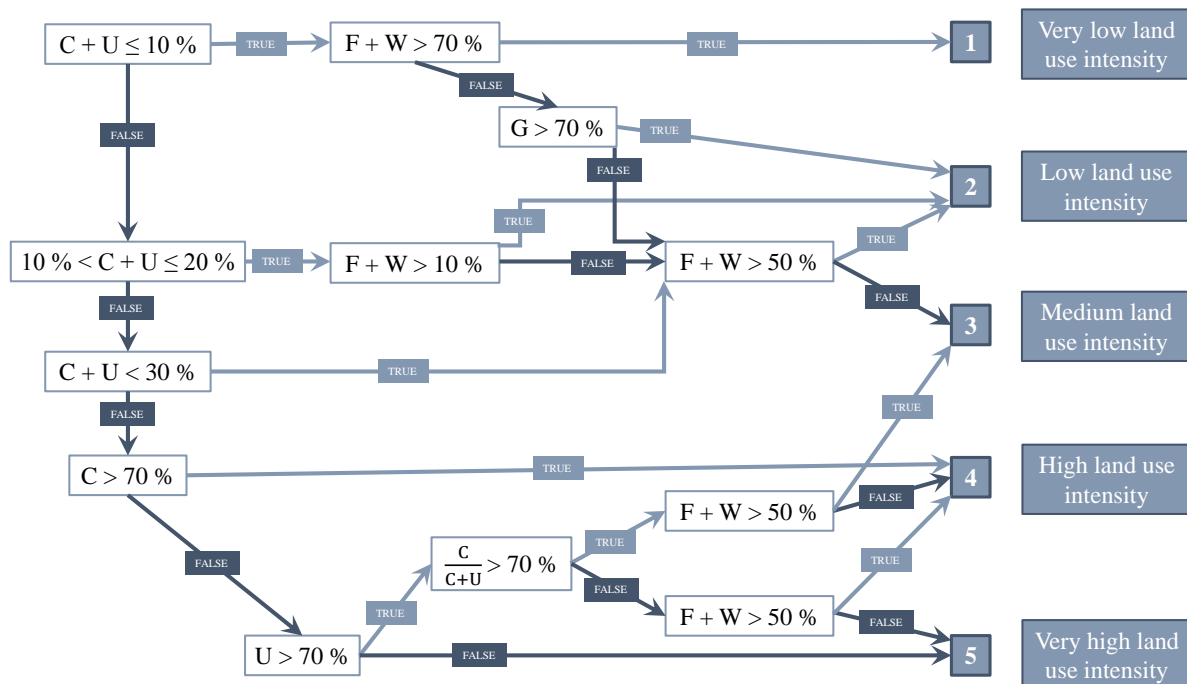 C + U ≤ 10 %
TRUE
F + W > 70 %
TRUE
1
Very low land
use intensity
FALSE
G > 70 %
TRUE
FALSE
FALSE
2
Low land use
intensity
TRUE
10 % < C + U ≤ 20 %
TRUE
F + W > 10 %
FALSE
F + W > 50 %
TRUE
FALSE
3
Medium land
use intensity
FALSE
C + U < 30 %
TRUE
FALSE
TRUE
C > 70 %
TRUE
4
High land use
intensity
F + W > 50 %
FALSE
TRUE
C
C+U
> 70 %
FALSE
TRUE
FALSE
F + W > 50 %
TRUE
FALSE
U > 70 %
FALSE
5
Very high land
use intensity